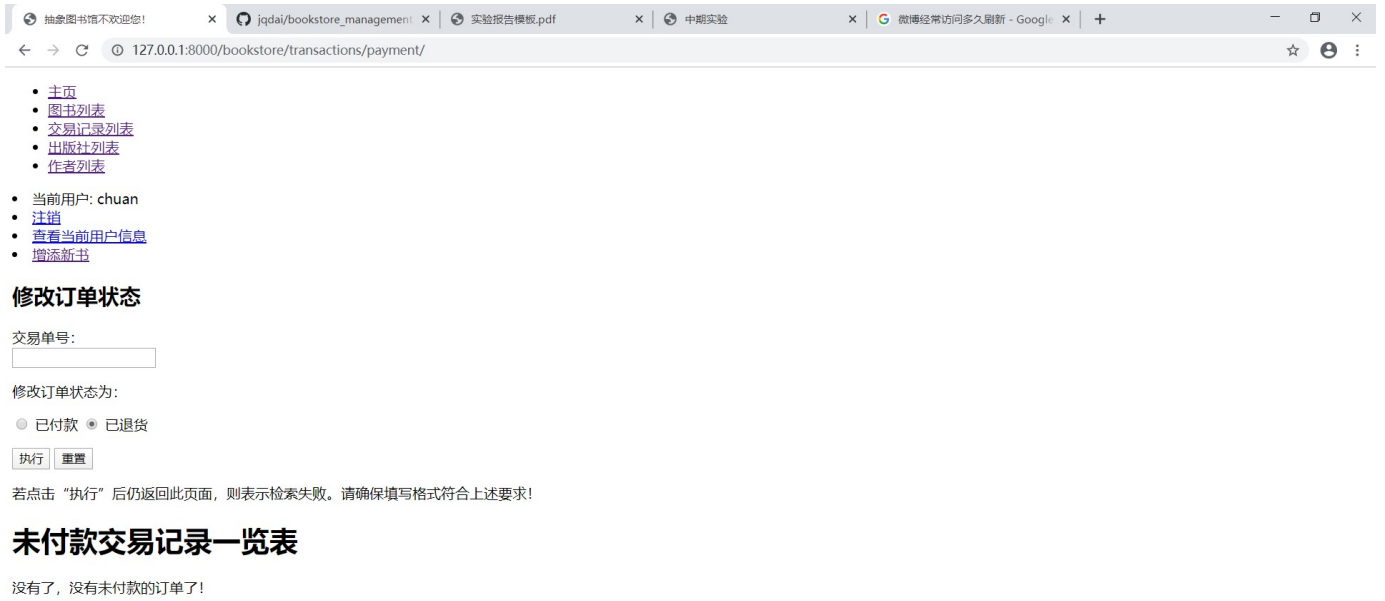 抽象图书馆不欢迎您!
jqdai/bookstore_management
实验报告模板.pdf
中期实验
微博经常访问多久刷新 - Google
127.0.0.1:8000/bookstore/transactions/payment/
主页
图书列表
交易记录列表
出版社列表
作者列表
当前用户: chuan
注销
查看当前用户信息
增添新书
修改订单状态
交易单号:
修改订单状态为:
已付款 已退货
执行 重置
若点击“执行”后仍返回此页面，则表示检索失败。请确保填写格式符合上述要求!
未付款交易记录一览表
没有了，没有未付款的订单了!